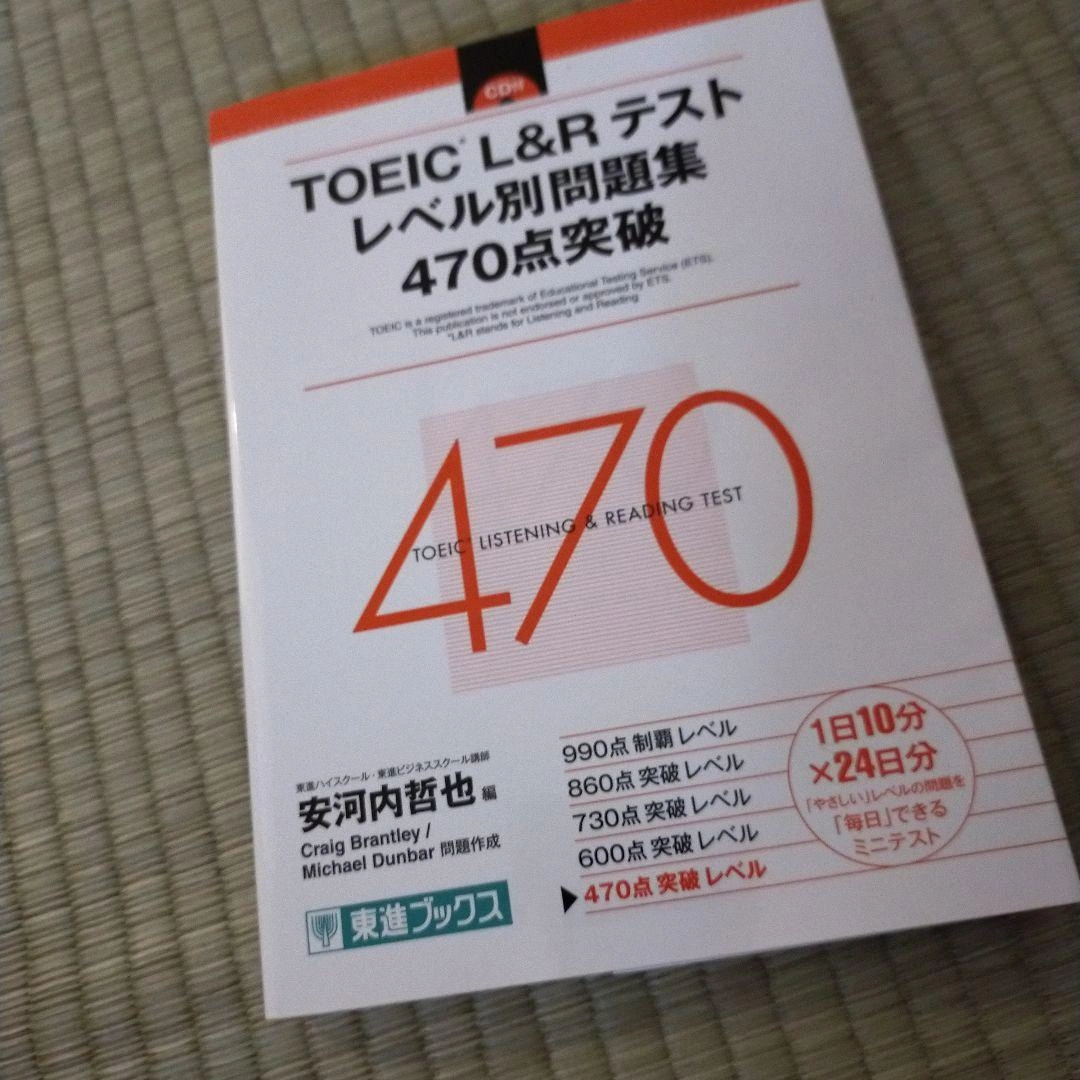 CD付
TOEIC® L&R テスト
レベル別問題集
470点突破
TOEIC is a registered trademark of Educational Testing Service (ETS).
This publication is not endorsed or approved by ETS.
*L&R stands for Listening and Reading
470
TOEIC® LISTENING & READING TEST
東進ハイスクール・東進ビジネススクール講師
安河内哲也 編
Craig Brantley /
Michael Dunbar 問題作成
東進ブックス
990点 制覇 レベル
860点 突破 レベル
730点 突破 レベル
600点 突破 レベル
▶470点 突破 レベル
1日10分
×24日分
「やさしい」レベルの問題を
「毎日」できる
ミニテスト